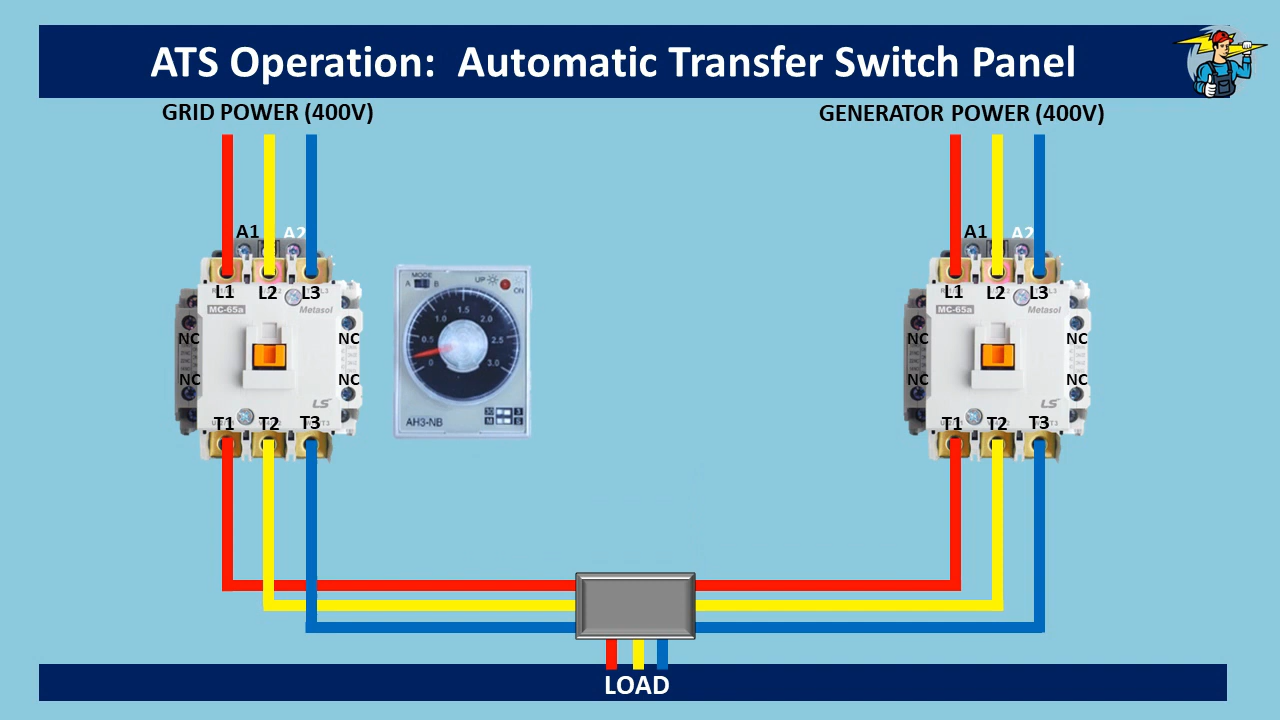 ATS Operation: Automatic Transfer Switch Panel
GRID POWER (400V)
GENERATOR POWER (400V)
A1 A2
L1 L2 L3
MC-65a Metasol
NC NC
NC NC
LS
T1 T2 T3
MODE
A B UP ON
0 0.5 1.0 1.5 2.0 2.5 3.0
AH3-NB
A1 A2
L1 L2 L3
MC-65a Metasol
NC NC
NC NC
LS
T1 T2 T3
LOAD